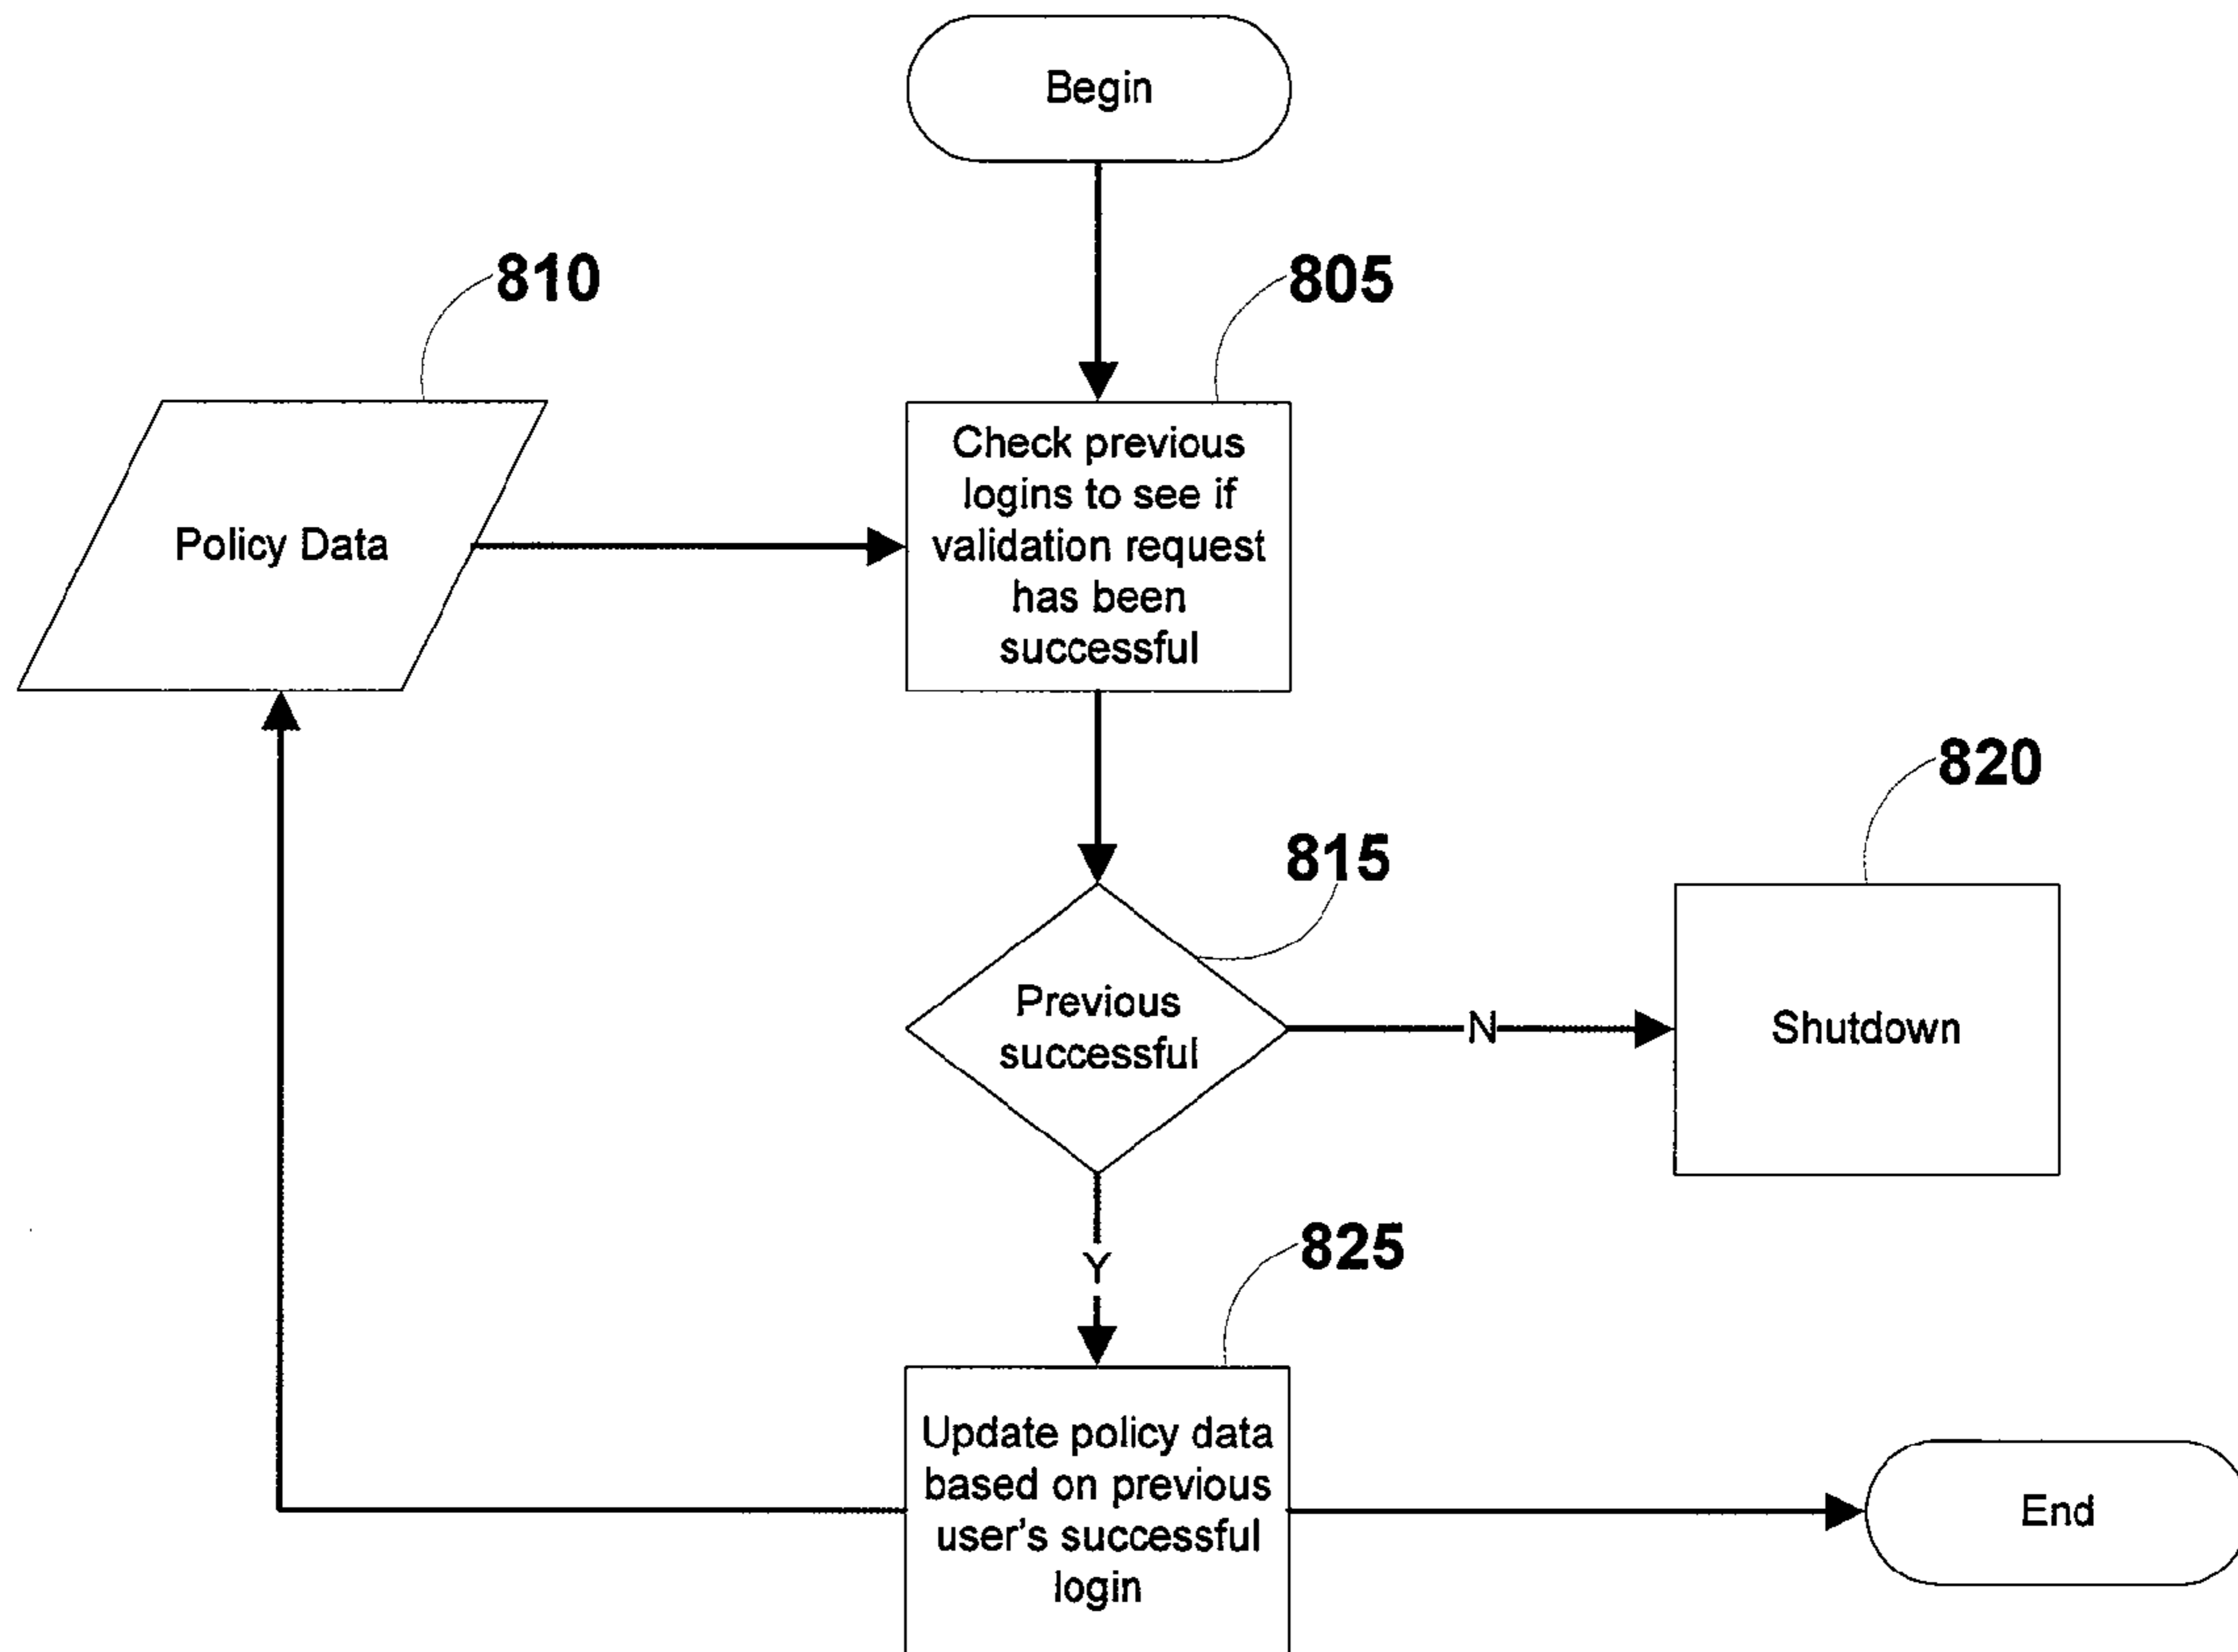 Begin
810
805
Policy Data
Check previous
logins to see if
validation request
has been
successful
820
815
Previous
successful
N
Shutdown
Y
825
Update policy data
based on previous
user's successful
login
End